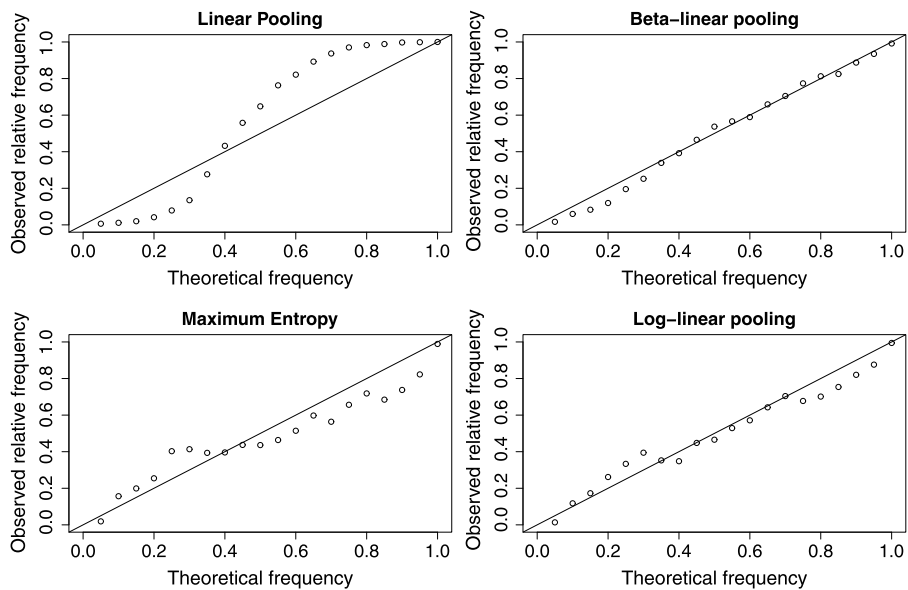 Linear Pooling
Observed relative frequency
0.0 0.2 0.4 0.6 0.8 1.0
0.0 0.2 0.4 0.6 0.8 1.0
Theoretical frequency
Beta−linear pooling
Observed relative frequency
0.0 0.2 0.4 0.6 0.8 1.0
0.0 0.2 0.4 0.6 0.8 1.0
Theoretical frequency
Maximum Entropy
Observed relative frequency
0.0 0.2 0.4 0.6 0.8 1.0
0.0 0.2 0.4 0.6 0.8 1.0
Theoretical frequency
Log−linear pooling
Observed relative frequency
0.0 0.2 0.4 0.6 0.8 1.0
0.0 0.2 0.4 0.6 0.8 1.0
Theoretical frequency